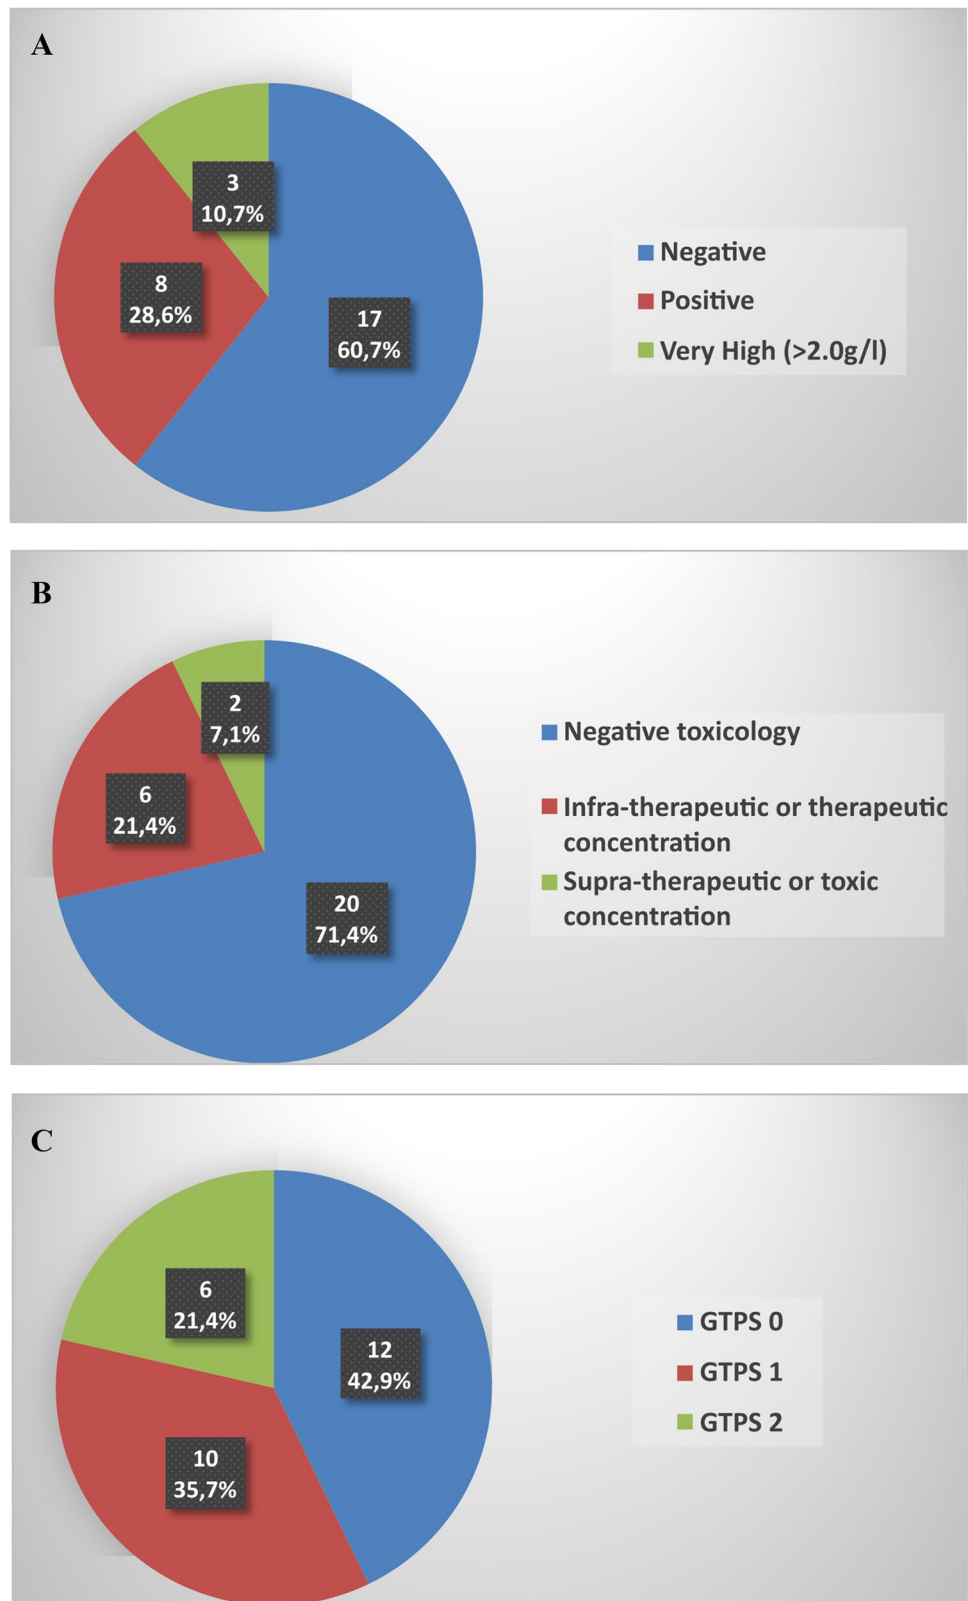 A
3
10,7%
8
28,6%
17
60,7%
Negative
Positive
Very High (>2.0g/l)
B
2
7,1%
6
21,4%
20
71,4%
Negative toxicology
Infra-therapeutic or therapeutic
concentration
Supra-therapeutic or toxic
concentration
C
6
21,4%
12
42,9%
10
35,7%
GTPS 0
GTPS 1
GTPS 2